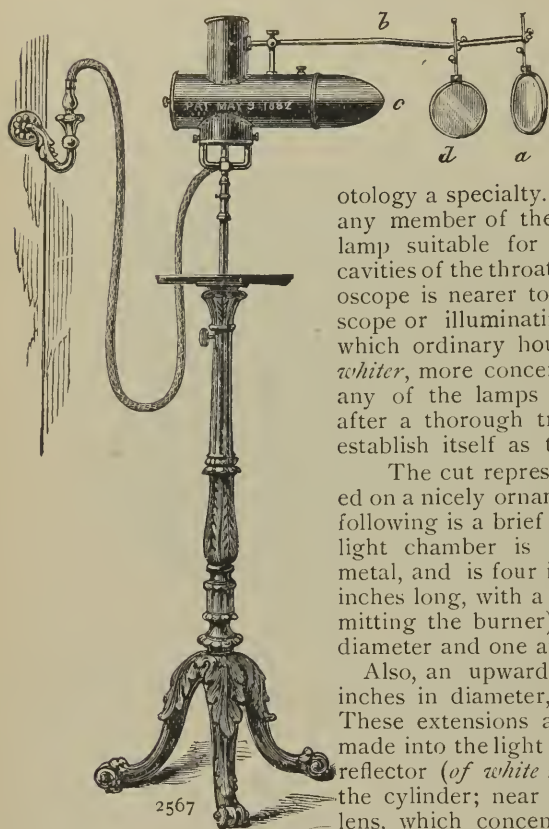 b
PAT MAY 9 1882
c
d a
otology a specialty.
any member of the
lamp suitable for
cavities of the throat
oscope is nearer to
scope or illuminati
which ordinary hou
whiter, more concen
any of the lamps
after a thorough tr
establish itself as t
The cut repres
ed on a nicely ornar
following is a brief
light chamber is
metal, and is four i
inches long, with a
mitting the burner)
diameter and one a
Also, an upward
inches in diameter,
These extensions a
made into the light
reflector (of white
the cylinder; near
lens, which concen
2567